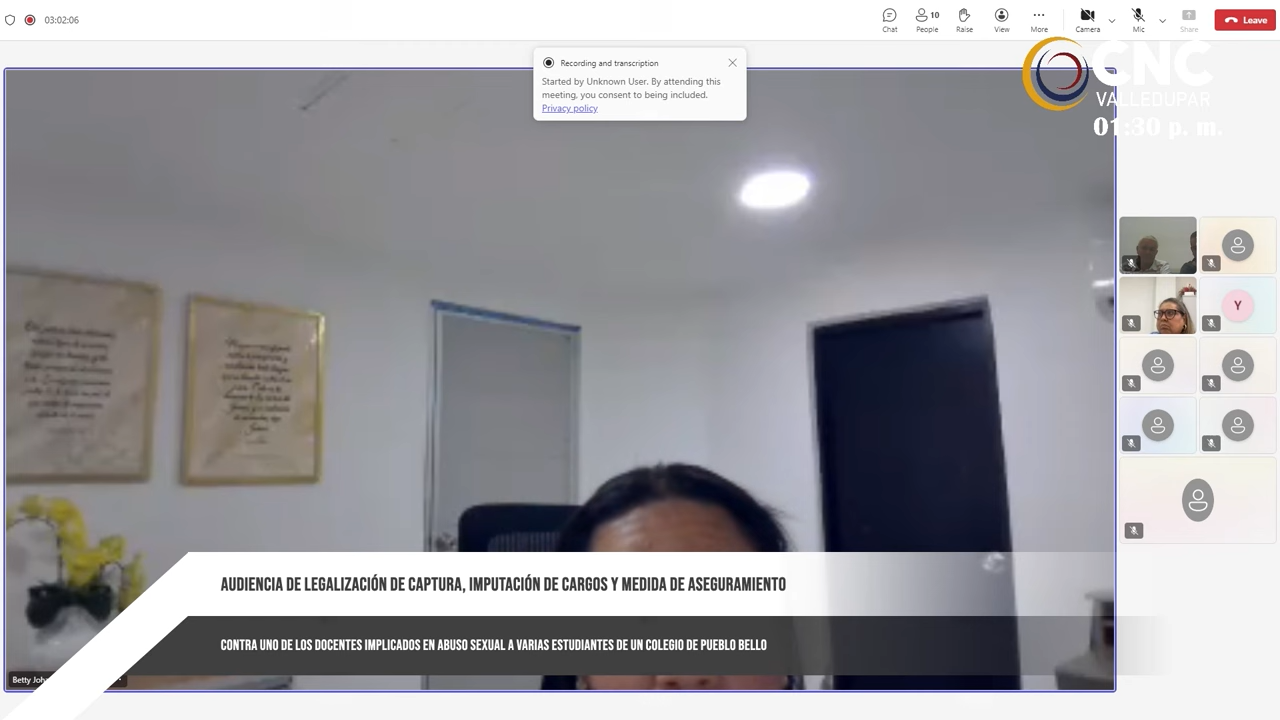 03:02:06
Chat
10
People
Raise
View
More
Camera
Mic
Share
Leave
Recording and transcription
Started by Unknown User. By attending this
meeting, you consent to being included.
Privacy policy
CNC
VALLEDUPAR
01:30 p. m.
Y
AUDIENCIA DE LEGALIZACIÓN DE CAPTURA, IMPUTACIÓN DE CARGOS Y MEDIDA DE ASEGURAMIENTO
CONTRA UNO DE LOS DOCENTES IMPLICADOS EN ABUSO SEXUAL A VARIAS ESTUDIANTES DE UN COLEGIO DE PUEBLO BELLO
Betty